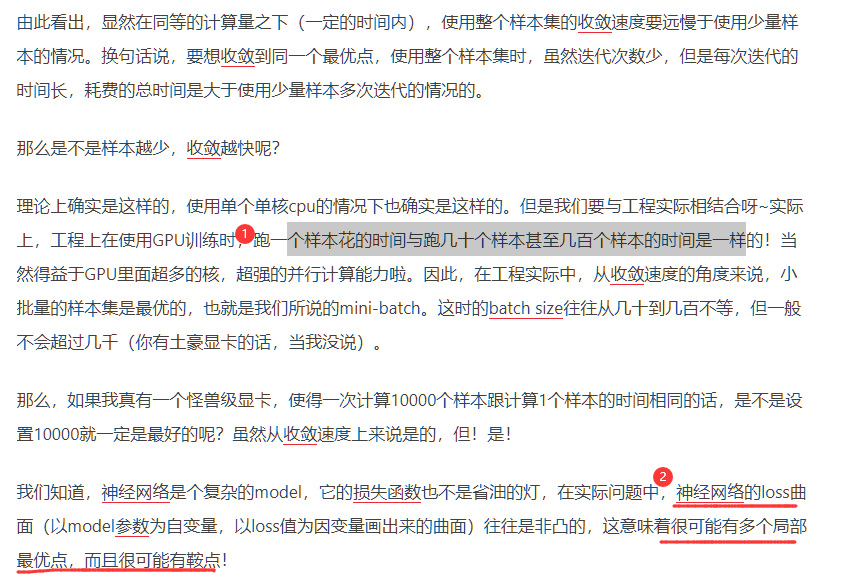 由此看出，显然在同等的计算量之下（一定的时间内），使用整个样本集的收敛速度要远慢于使用少量样
本的情况。换句话说，要想收敛到同一个最优点，使用整个样本集时，虽然迭代次数少，但是每次迭代的
时间长，耗费的总时间是大于使用少量样本多次迭代的情况的。
那么是不是样本越少，收敛越快呢？
理论上确实是这样的，使用单个单核cpu的情况下也确实是这样的。但是我们要与工程实际相结合呀~实际
上，工程上在使用GPU训练时，1跑一个样本花的时间与跑几十个样本甚至几百个样本的时间是一样的！当
然得益于GPU里面超多的核，超强的并行计算能力啦。因此，在工程实际中，从收敛速度的角度来说，小
批量的样本集是最优的，也就是我们所说的mini-batch。这时的batch size往往从几十到几百不等，但一般
不会超过几千（你有土豪显卡的话，当我没说）。
那么，如果我真有一个怪兽级显卡，使得一次计算10000个样本跟计算1个样本的时间相同的话，是不是设
置10000就一定是最好的呢？虽然从收敛速度上来说是的，但！是！
2
我们知道，神经网络是个复杂的model，它的损失函数也不是省油的灯，在实际问题中，神经网络的loss曲
面（以model参数为自变量，以loss值为因变量画出来的曲面）往往是非凸的，这意味着很可能有多个局部
最优点，而且很可能有鞍点！